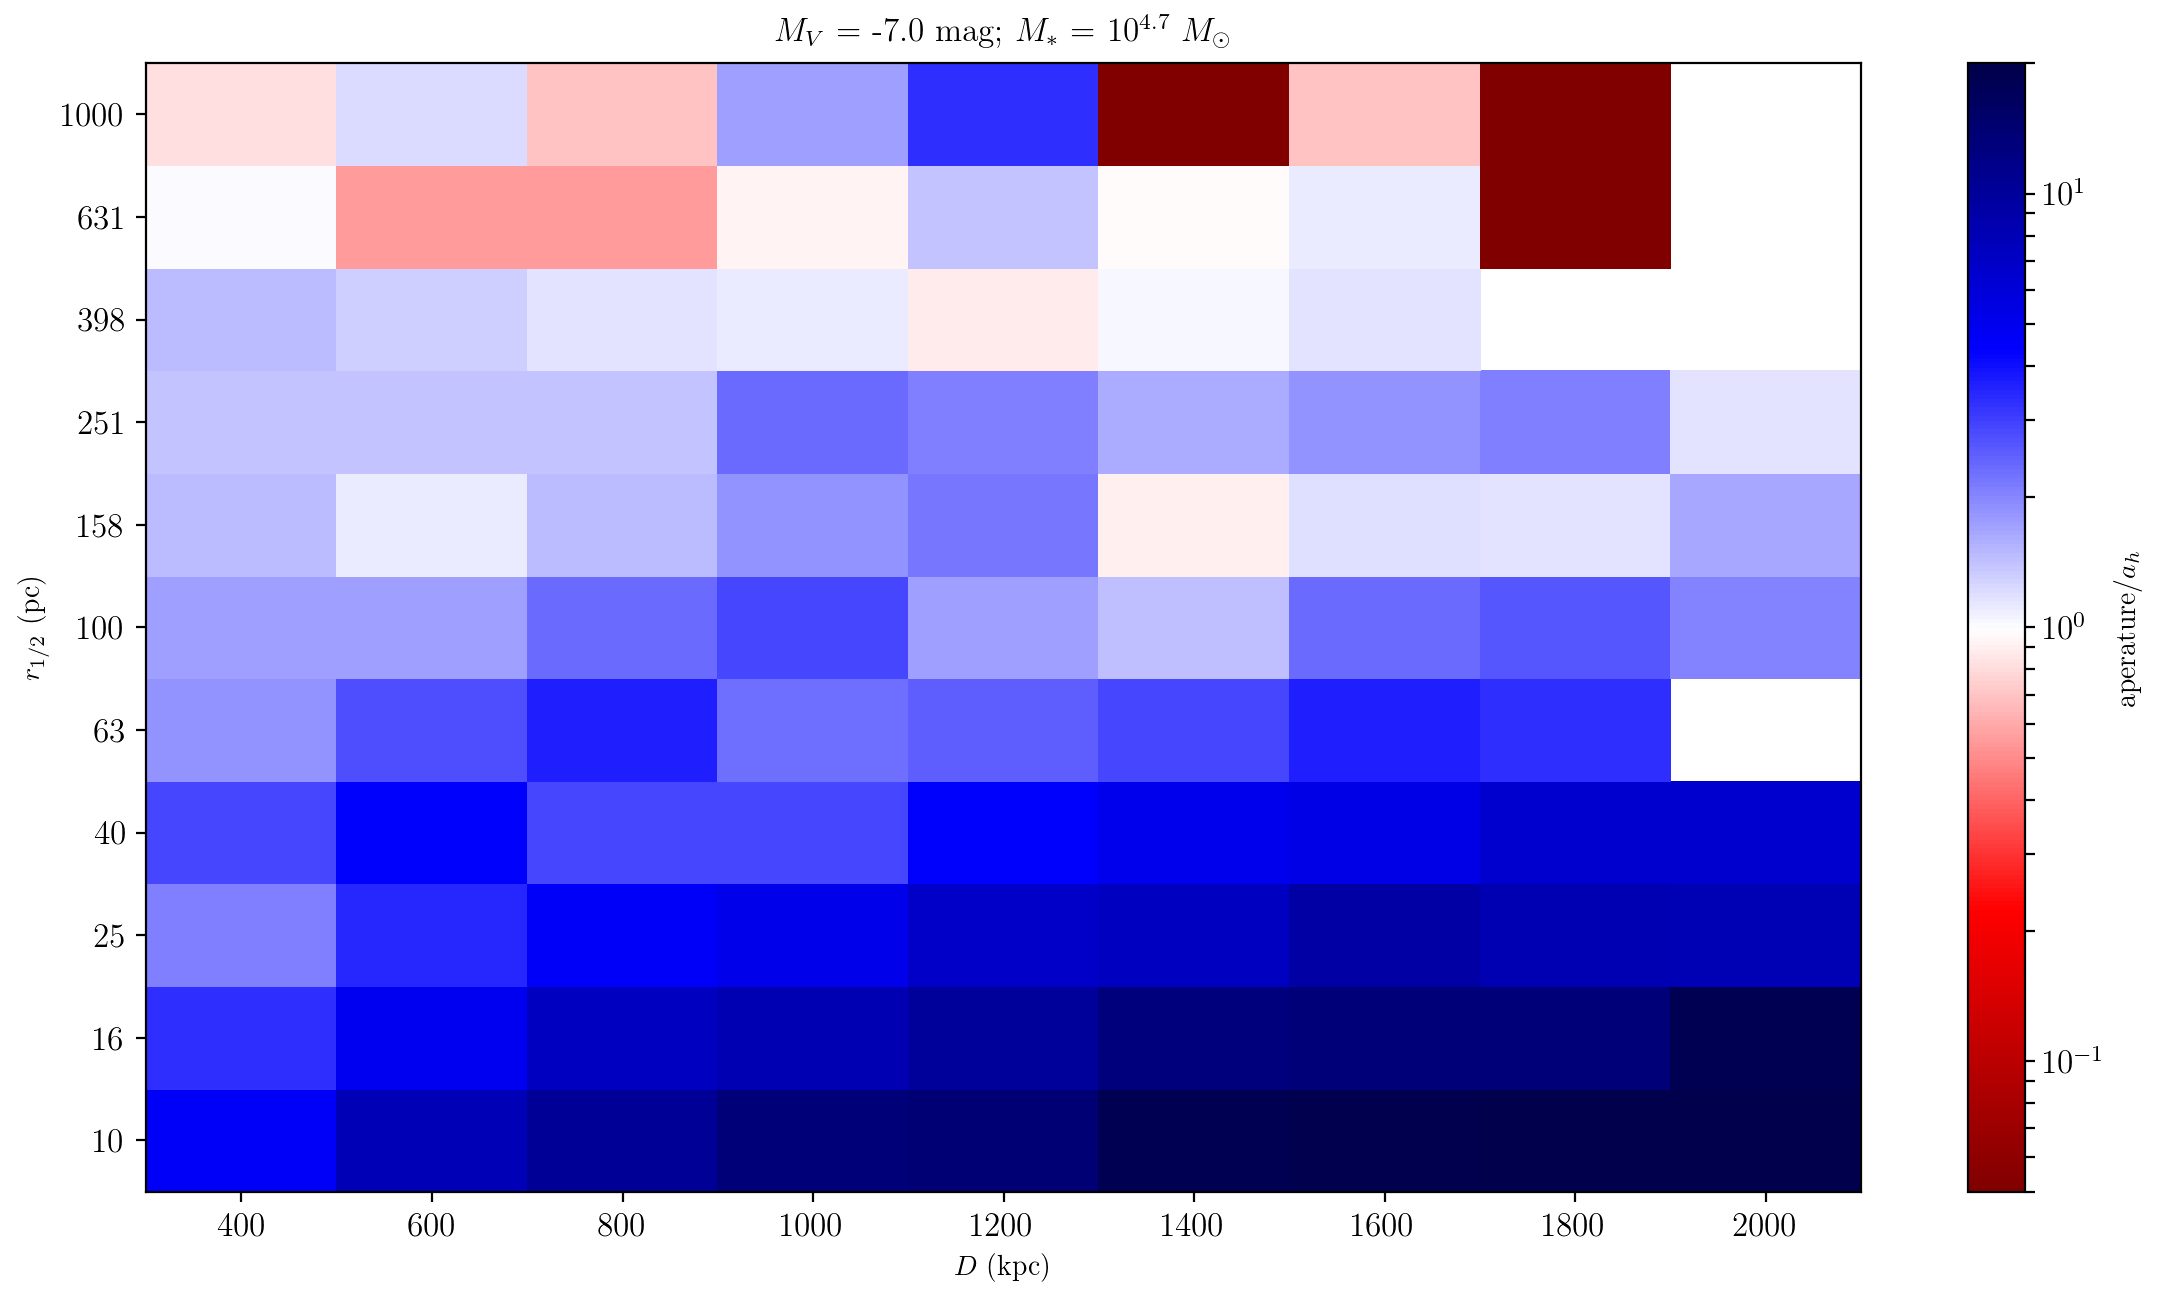 M_V = -7.0 mag; M_* = 10^{4.7} M_⊙
1000
631
398
251
158
100
63
40
25
16
10
r_{1/2} (pc)
400 600 800 1000 1200 1400 1600 1800 2000
D (kpc)
10^1
10^0
10^{-1}
aperature/a_h